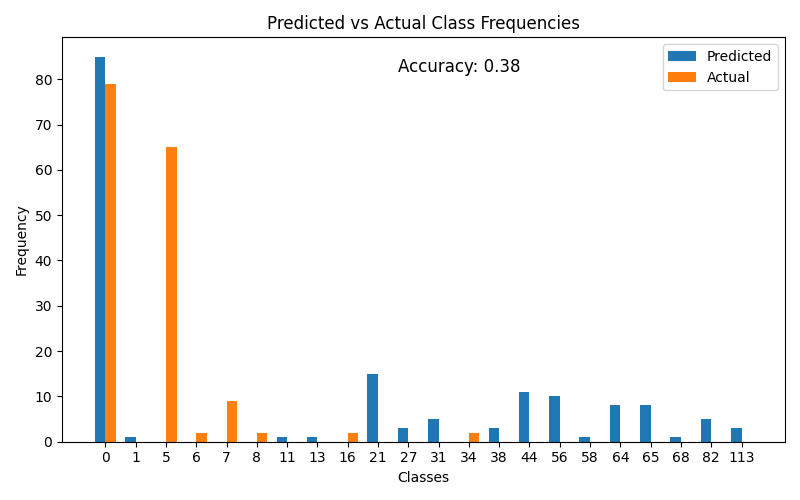 Predicted vs Actual Class Frequencies
Accuracy: 0.38
Predicted
Actual
Frequency
80
70
60
50
40
30
20
10
0
0 1 5 6 7 8 11 13 16 21 27 31 34 38 44 56 58 64 65 68 82 113
Classes